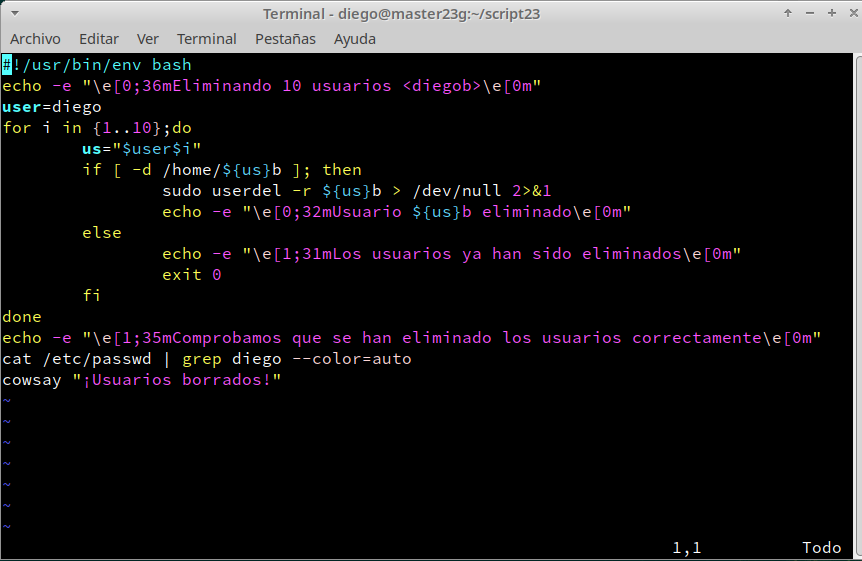 Terminal - diego@master23g:~/script23
Archivo Editar Ver Terminal Pestañas Ayuda
#!/usr/bin/env bash
echo -e "\e[0;36mEliminando 10 usuarios <diegob>\e[0m"
user=diego
for i in {1..10};do
        us="$user$i"
        if [ -d /home/${us}b ]; then
                sudo userdel -r ${us}b > /dev/null 2>&1
                echo -e "\e[0;32mUsuario ${us}b eliminado\e[0m"
        else
                echo -e "\e[1;31mLos usuarios ya han sido eliminados\e[0m"
                exit 0
        fi
done
echo -e "\e[1;35mComprobamos que se han eliminado los usuarios correctamente\e[0m"
cat /etc/passwd | grep diego --color=auto
cowsay "¡Usuarios borrados!"
~
~
~
~
~
~
~
1,1 Todo